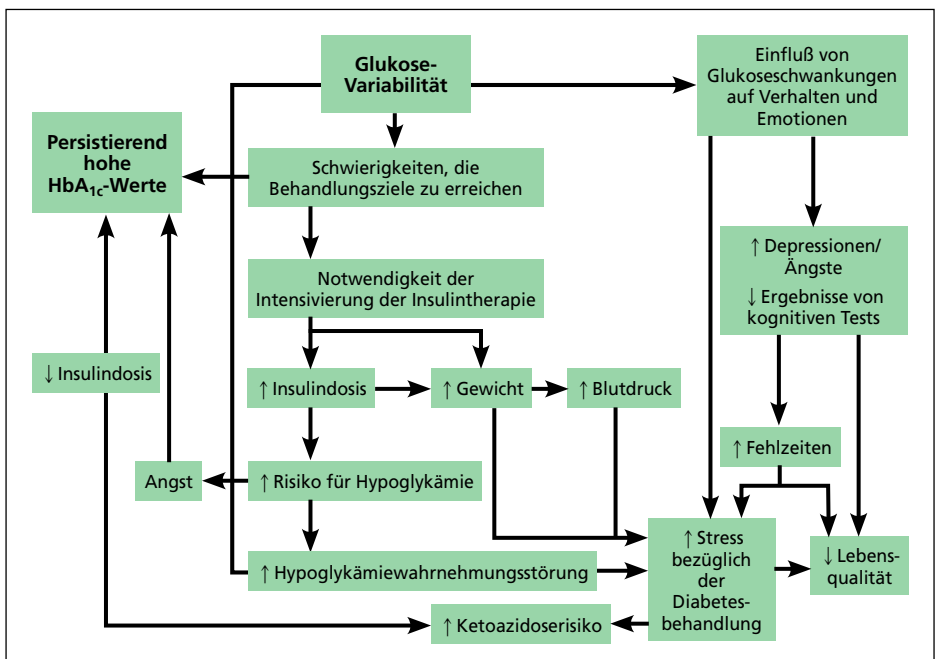 Glukose-
Variabilität
Einfluß von
Glukoseschwankungen
auf Verhalten und
Emotionen
Persistierend
hohe
HbA1c-Werte
Schwierigkeiten, die
Behandlungsziele zu erreichen
↑ Depressionen/
Ängste
↓ Ergebnisse von
kognitiven Tests
Notwendigkeit der
Intensivierung der Insulintherapie
↓ Insulindosis
↑ Insulindosis
↑ Gewicht
↑ Blutdruck
↑ Fehlzeiten
Angst
↑ Risiko für Hypoglykämie
↑ Hypoglykämiewahrnehmungsstörung
↑ Stress
bezüglich
der
Diabetes-
behandlung
↓ Lebens-
qualität
↑ Ketoazidoserisiko